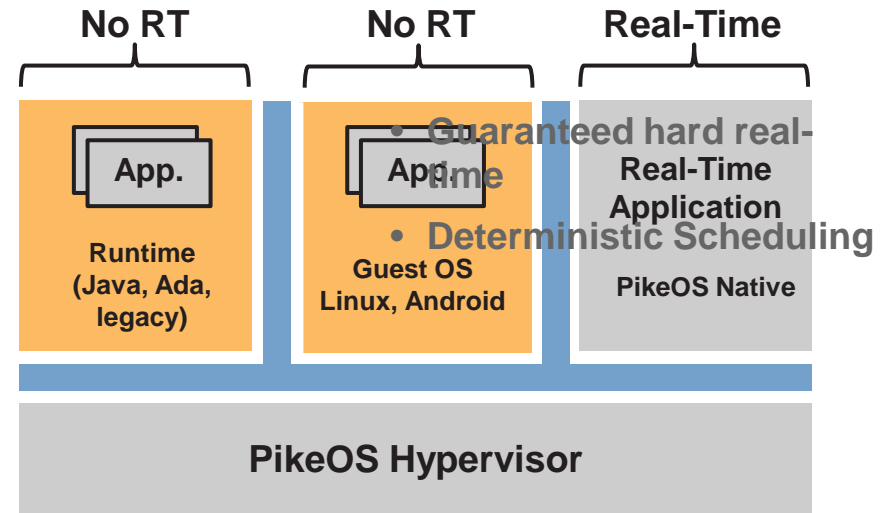 No RT
No RT
Real-Time
App.
Runtime
(Java, Ada,
legacy)
App.
Guest OS
Linux, Android
• Guaranteed hard real-
time
• Deterministic Scheduling
Real-Time
Application
PikeOS Native
PikeOS Hypervisor